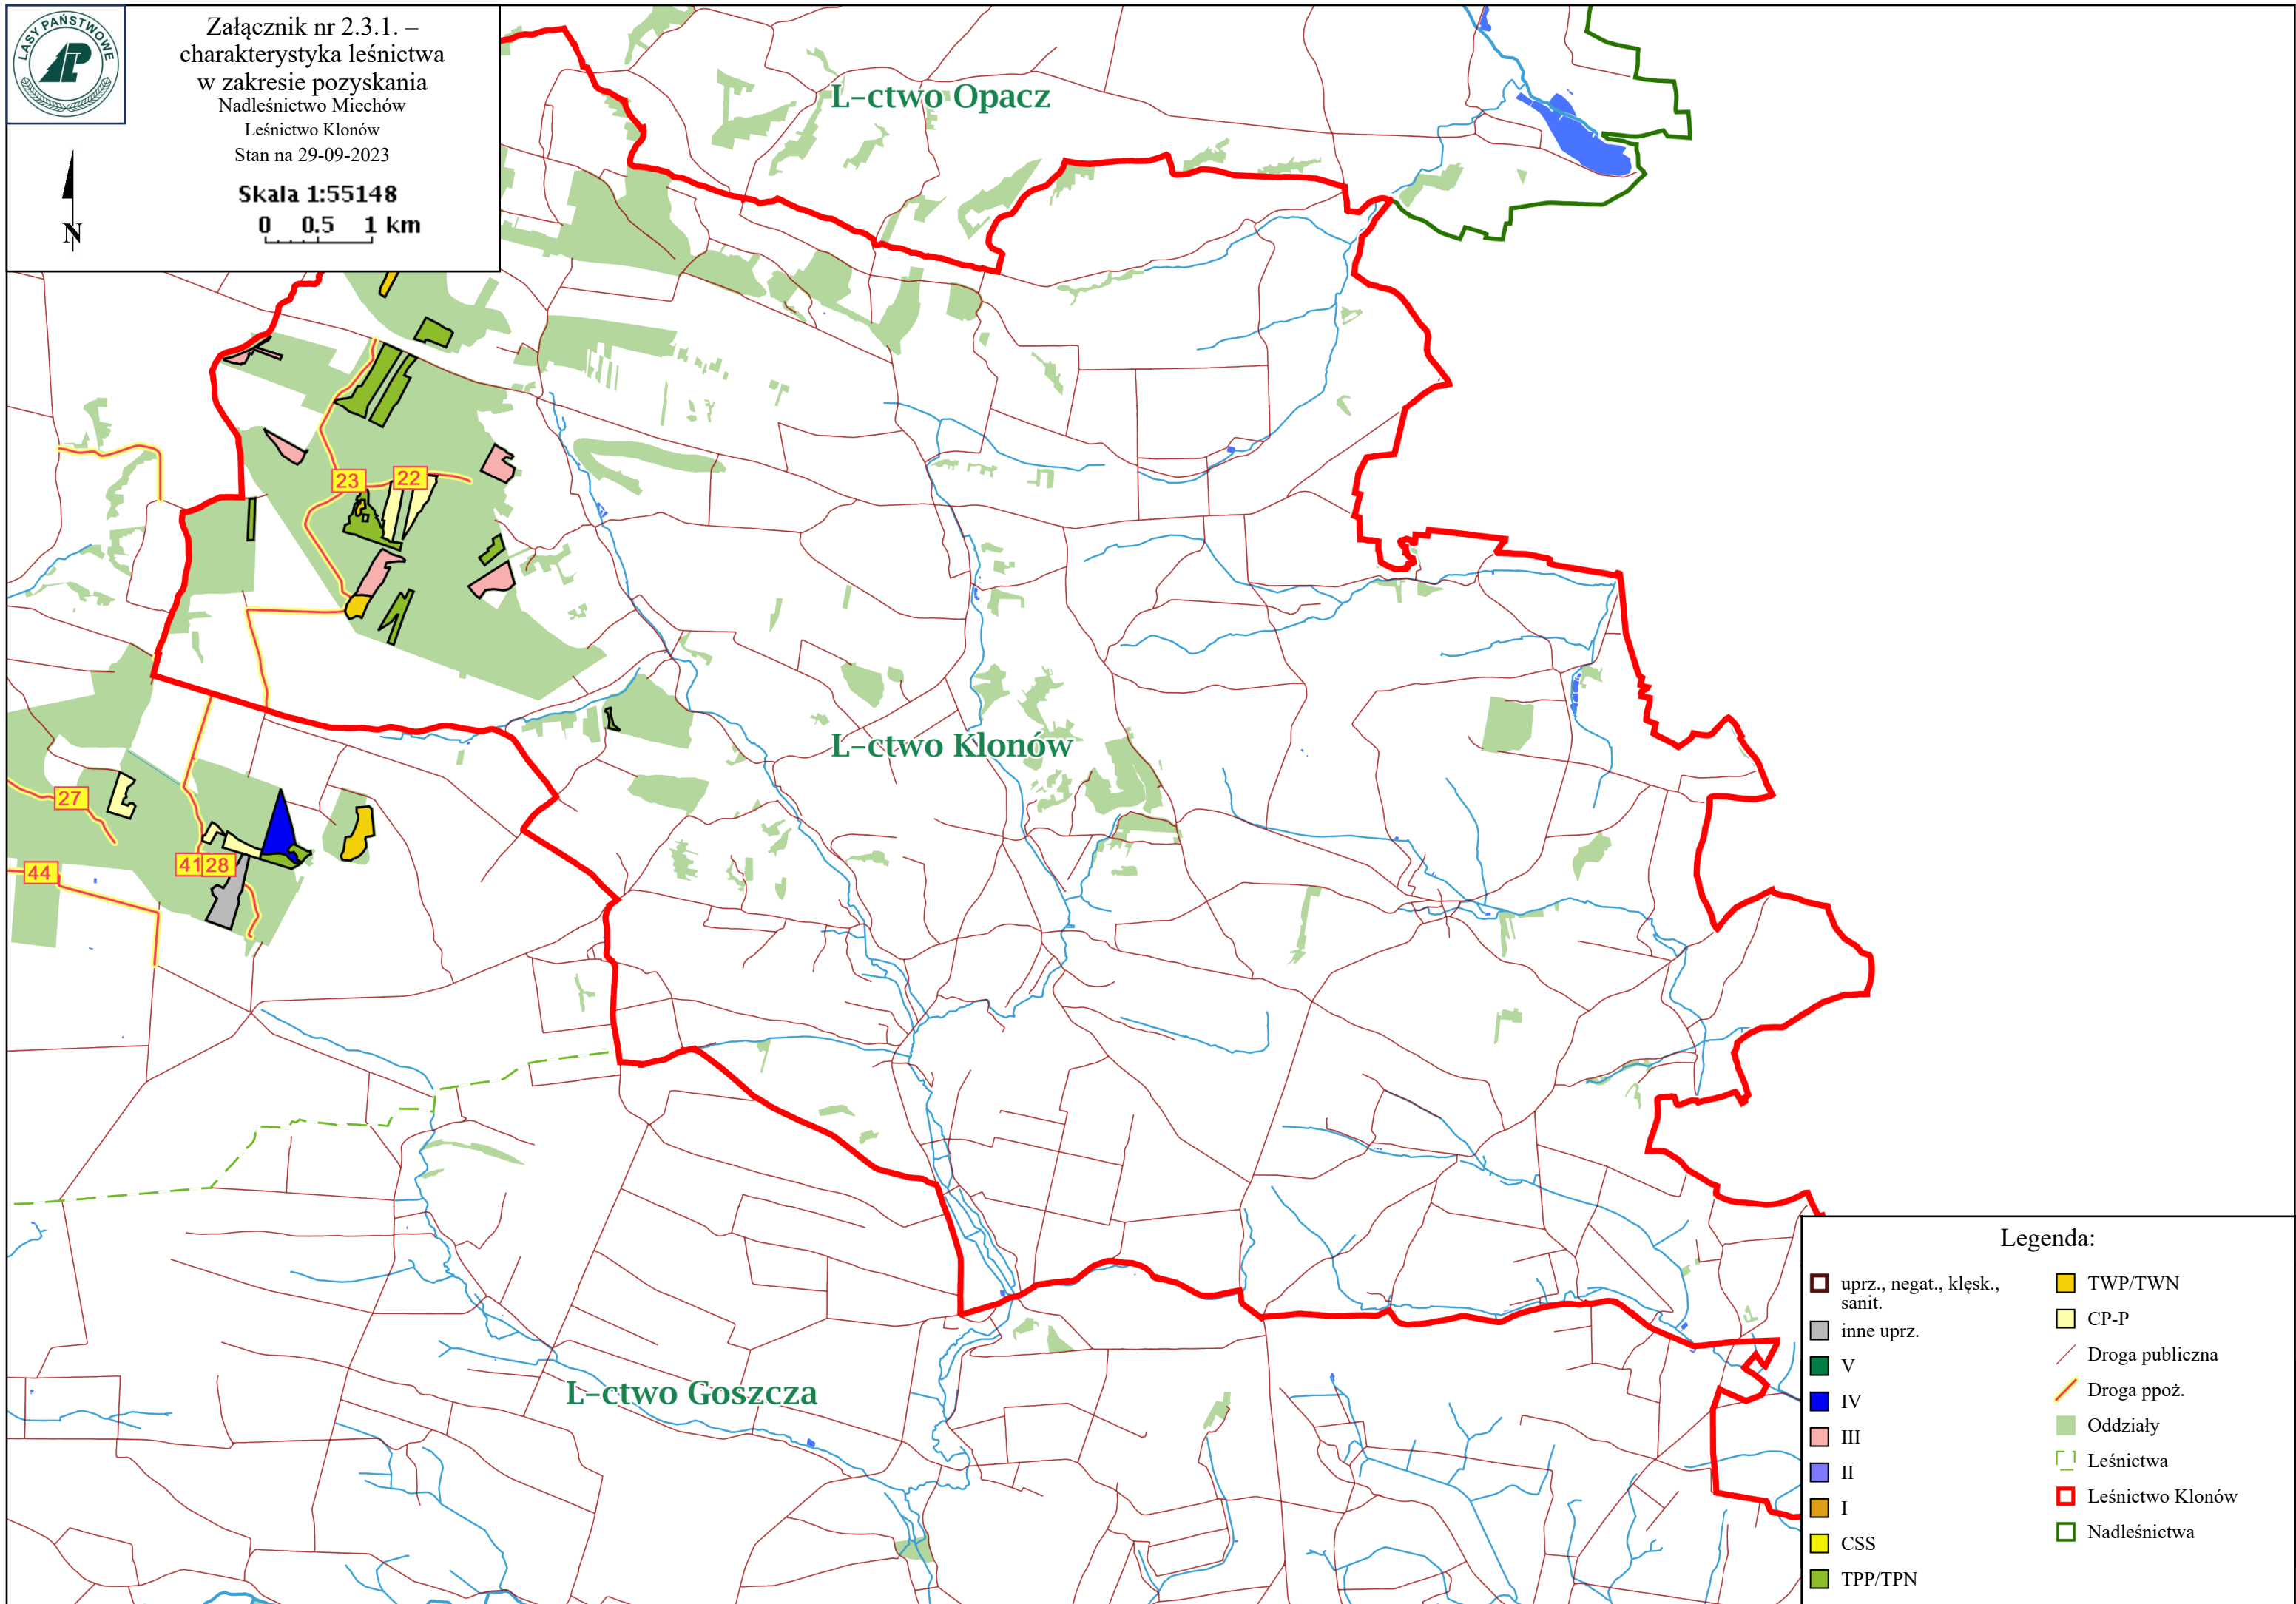 LASY PAŃSTWOWE
Załącznik nr 2.3.1. –
charakterystyka leśnictwa
w zakresie pozyskania
Nadleśnictwo Miechów
Leśnictwo Klonów
Stan na 29-09-2023
Skala 1:55148
0 0.5 1 km
N
L-ctwo Opacz
23
22
L-ctwo Klonów
27
41
28
44
L-ctwo Goszcza
Legenda:
uprz., negat., klęsk.,
sanit.
inne uprz.
V
IV
III
II
I
CSS
TPP/TPN
TWP/TWN
CP-P
Droga publiczna
Droga ppoż.
Oddziały
Leśnictwa
Leśnictwo Klonów
Nadleśnictwa